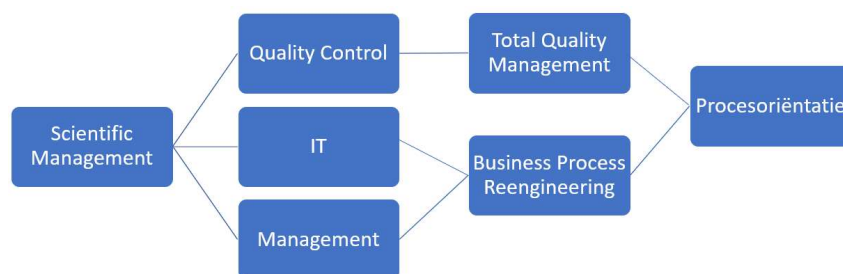 Scientific
Management
Quality Control
IT
Management
Total Quality
Management
Business Process
Reengineering
Procesoriëntatie